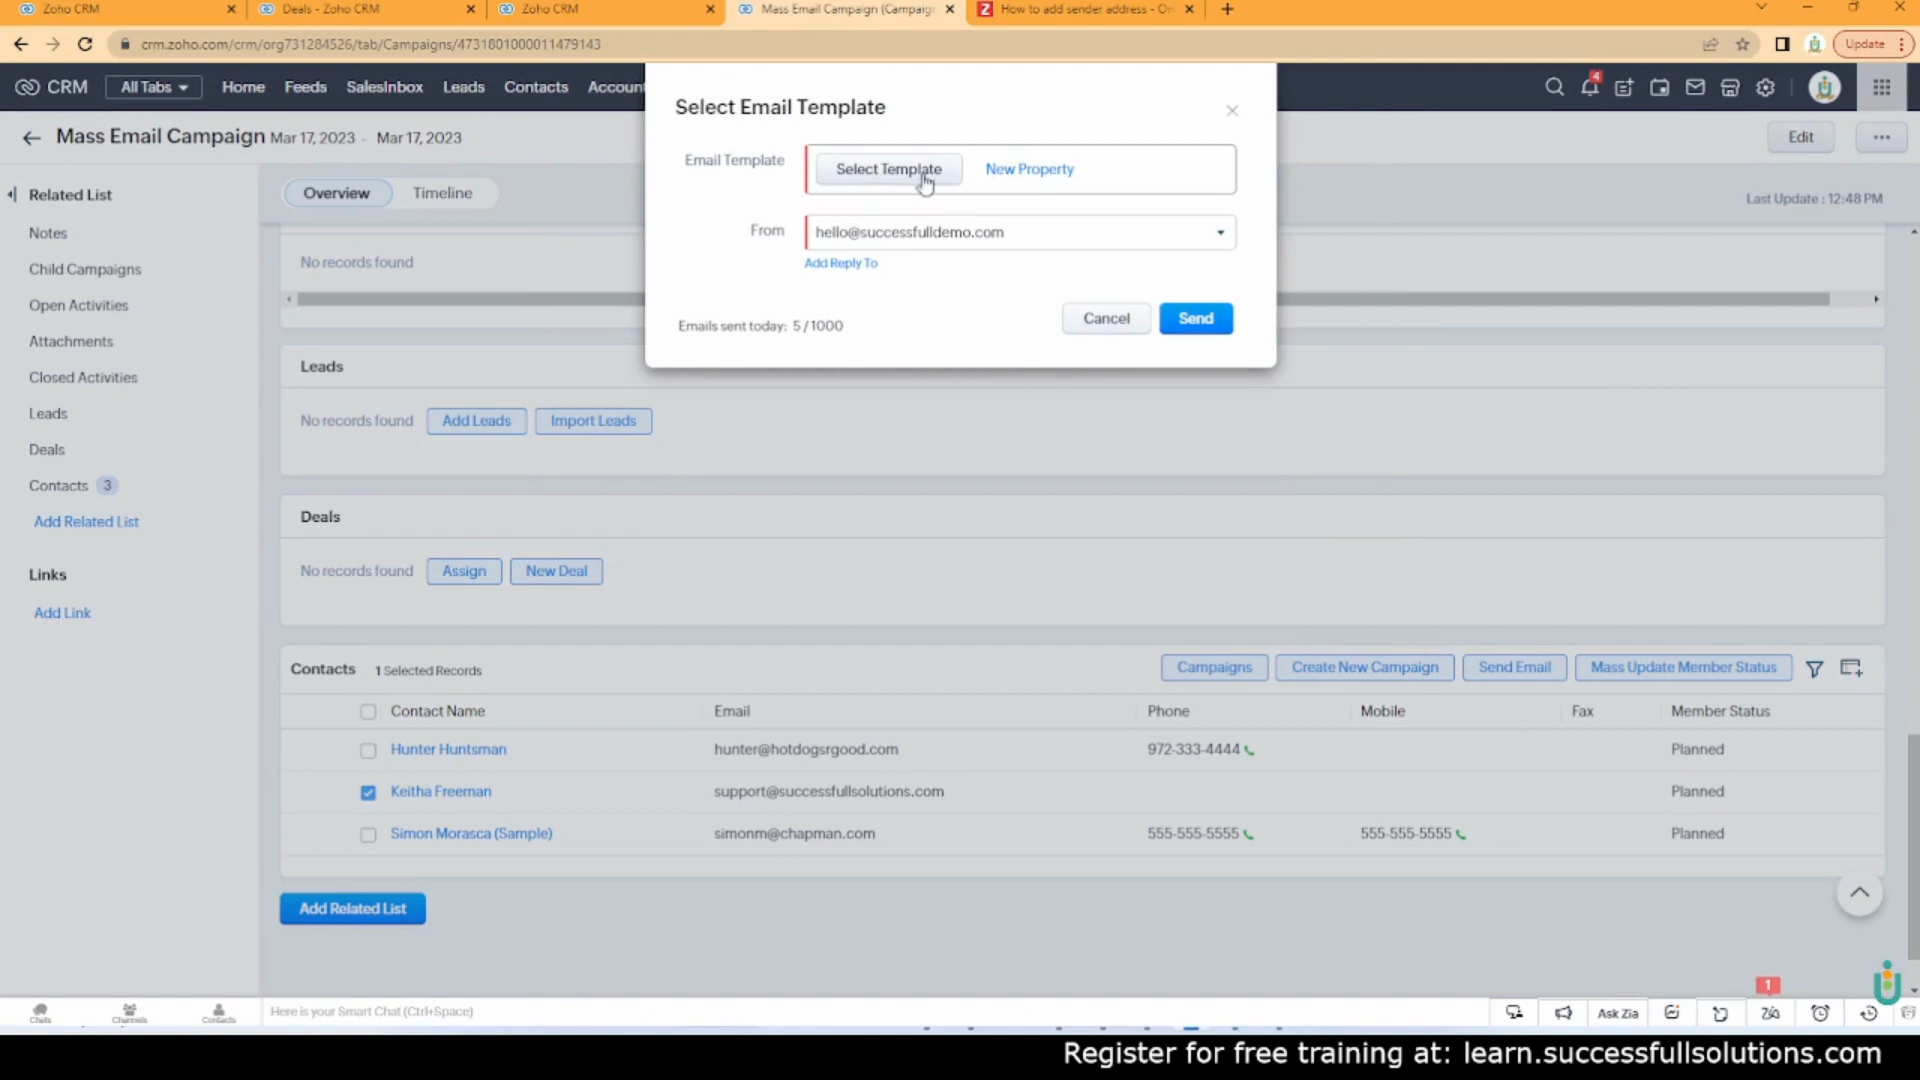 Zoho CRM
Deals - Zoho CRM
Zoho CRM
Mass Email Campaign (Campaign
How to add sender address - On
crm.zoho.com/crm/org731284526/tab/Campaigns/4731801000011479143
Update
CRM
All Tabs
Home
Feeds
SalesInbox
Leads
Contacts
Account
4
Mass Email Campaign Mar 17, 2023 - Mar 17, 2023
Edit
Select Email Template
Email Template
Select Template
New Property
From
hello@successfulldemo.com
Add Reply To
Emails sent today: 5 / 1000
Cancel
Send
Related List
Notes
Child Campaigns
Open Activities
Attachments
Closed Activities
Leads
Deals
Contacts 3
Add Related List
Links
Add Link
Overview
Timeline
Last Update : 12:48 PM
No records found
Leads
No records found
Add Leads
Import Leads
Deals
No records found
Assign
New Deal
Contacts
1 Selected Records
Campaigns
Create New Campaign
Send Email
Mass Update Member Status
Contact Name
Email
Phone
Mobile
Fax
Member Status
Hunter Huntsman
hunter@hotdogsrgood.com
972-333-4444
Planned
Keitha Freeman
support@successfullsolutions.com
Planned
Simon Morasca (Sample)
simonm@chapman.com
555-555-5555
555-555-5555
Planned
Add Related List
1
Chats
Channels
Contacts
Here is your Smart Chat (Ctrl+Space)
Ask Zia
Register for free training at: learn.successfullsolutions.com